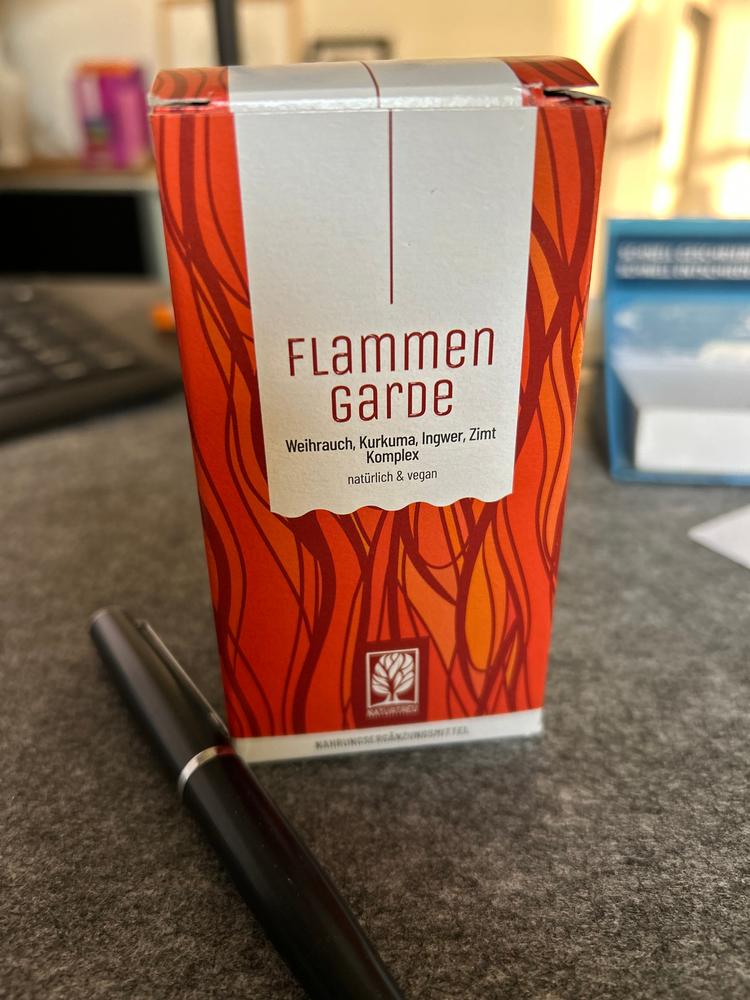 Flammen
Garde
Weihrauch, Kurkuma, Ingwer, Zimt
Komplex
natürlich & vegan
NATURTREU
NAHRUNGSERGÄNZUNGSMITTEL